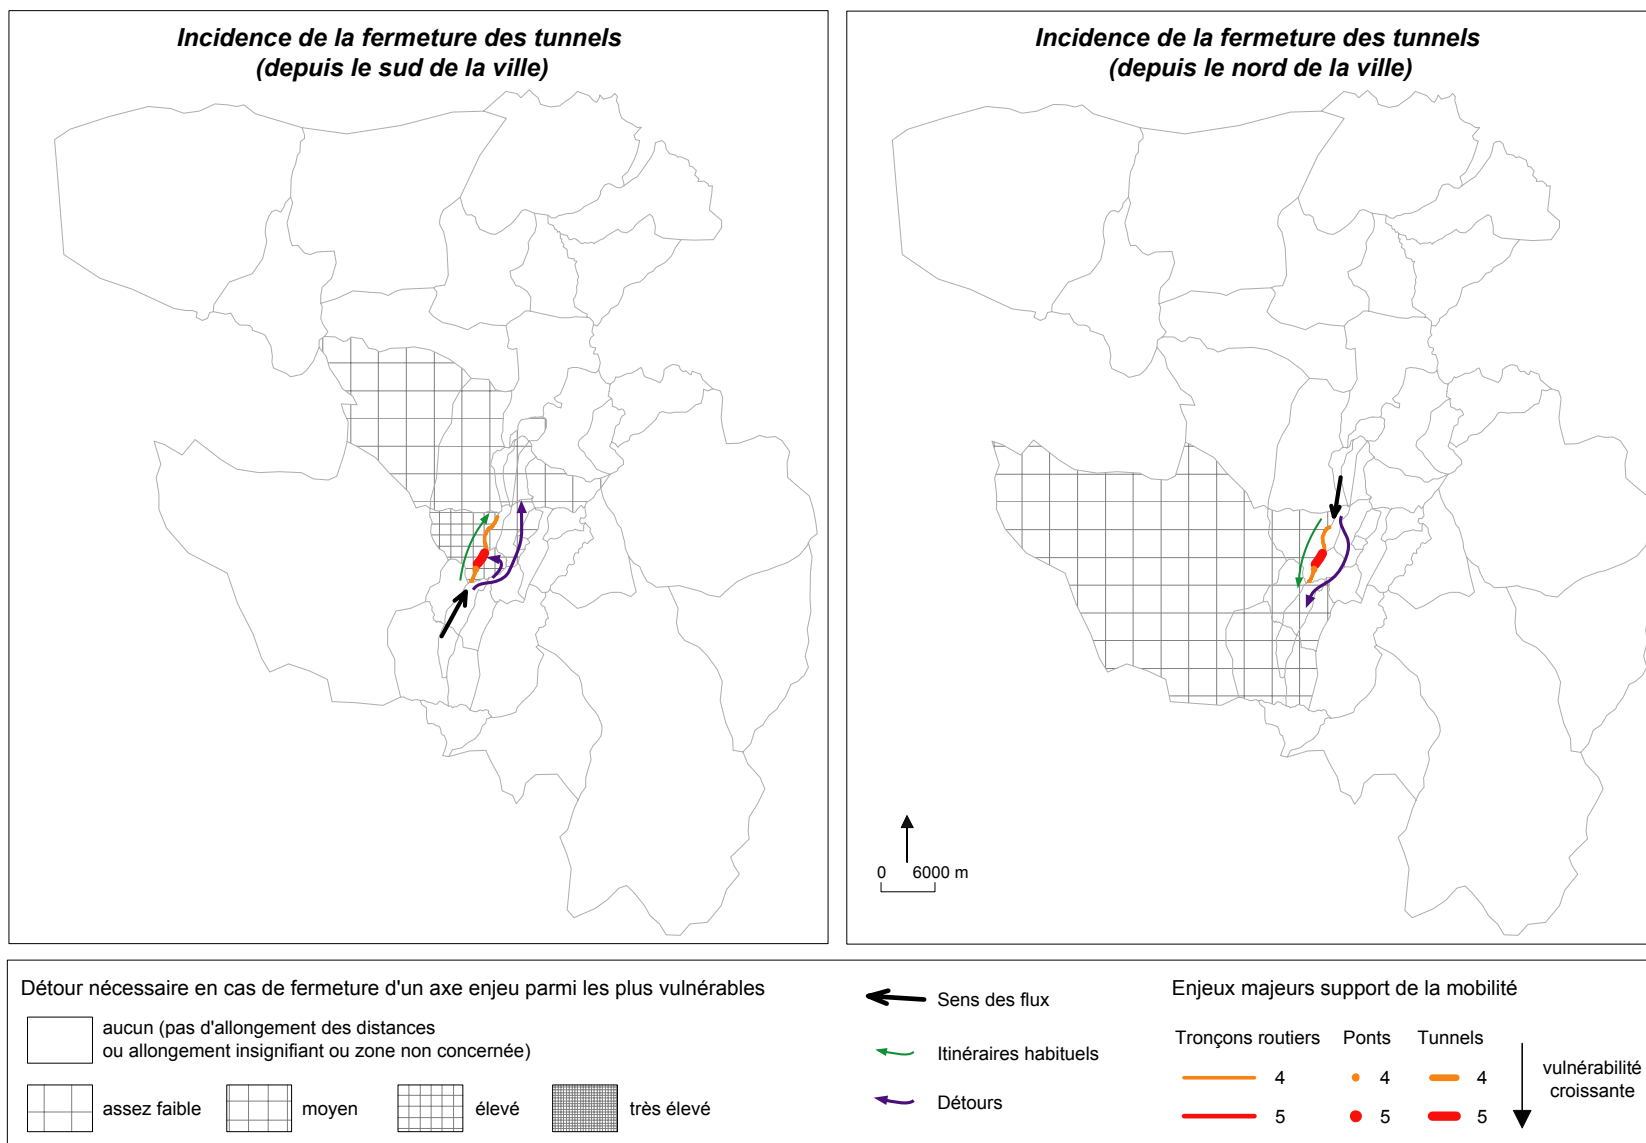 Incidence de la fermeture des tunnels
(depuis le sud de la ville)
Incidence de la fermeture des tunnels
(depuis le nord de la ville)
0 6000 m
Détour nécessaire en cas de fermeture d'un axe enjeu parmi les plus vulnérables
aucun (pas d'allongement des distances
ou allongement insignifiant ou zone non concernée)
assez faible
moyen
élevé
très élevé
Sens des flux
Itinéraires habituels
Détours
Enjeux majeurs support de la mobilité
Tronçons routiers Ponts Tunnels
4 4 4
5 5 5
vulnérabilité
croissante